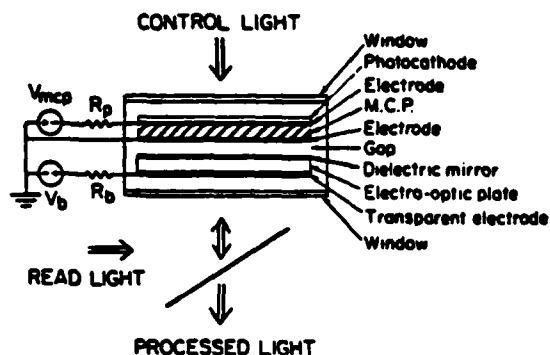 CONTROL LIGHT
Window
Photocathode
Electrode
M.C.P.
Electrode
Gap
Dielectric mirror
Electro-optic plate
Transparent electrode
Window
Vmcp
Rp
Vb
Rb
READ LIGHT
PROCESSED LIGHT